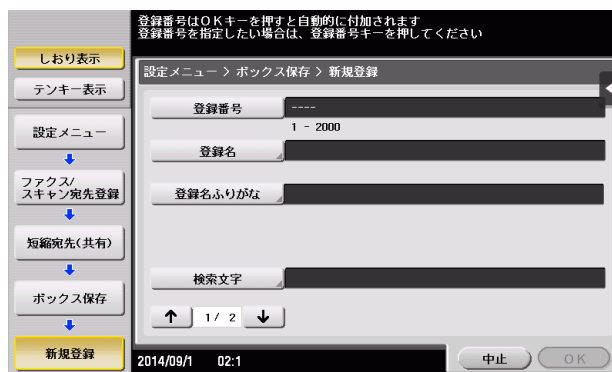 登録番号はOKキーを押すと自動的に付加されます
登録番号を指定したい場合は、登録番号キーを押してください
しおり表示
テンキー表示
設定メニュー
ファクス/
スキャン宛先登録
短縮宛先(共有)
ボックス保存
新規登録
設定メニュー > ボックス保存 > 新規登録
登録番号 ----
1 - 2000
登録名
登録名ふりがな
検索文字
↑ 1/ 2 ↓
2014/09/1 02:1
中止 OK